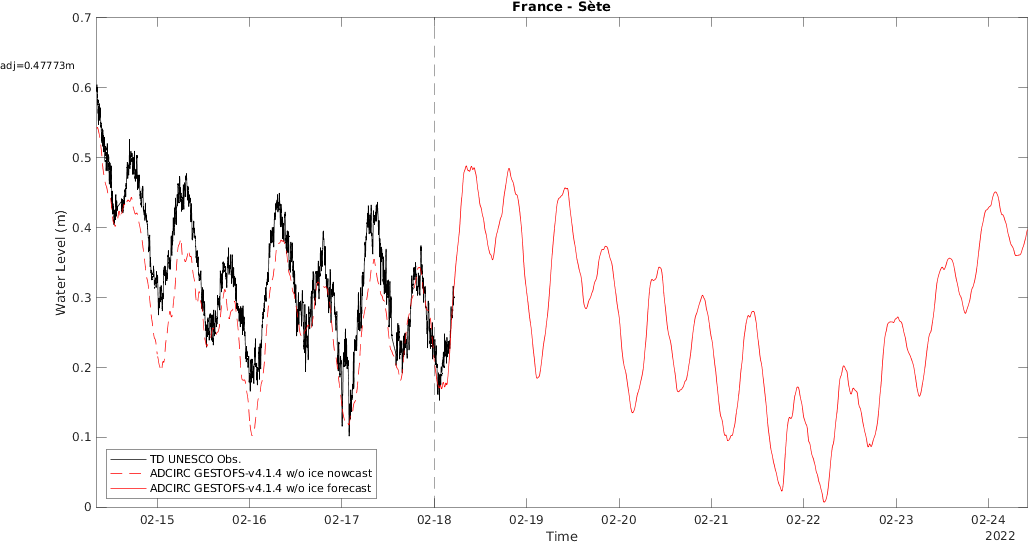 France - Sète
adj=0.47773m
0.7
0.6
0.5
0.4
0.3
0.2
0.1
0
Water Level (m)
TD UNESCO Obs.
ADCIRC GESTOFS-v4.1.4 w/o ice nowcast
ADCIRC GESTOFS-v4.1.4 w/o ice forecast
02-15 02-16 02-17 02-18 02-19 02-20 02-21 02-22 02-23 02-24
Time
2022